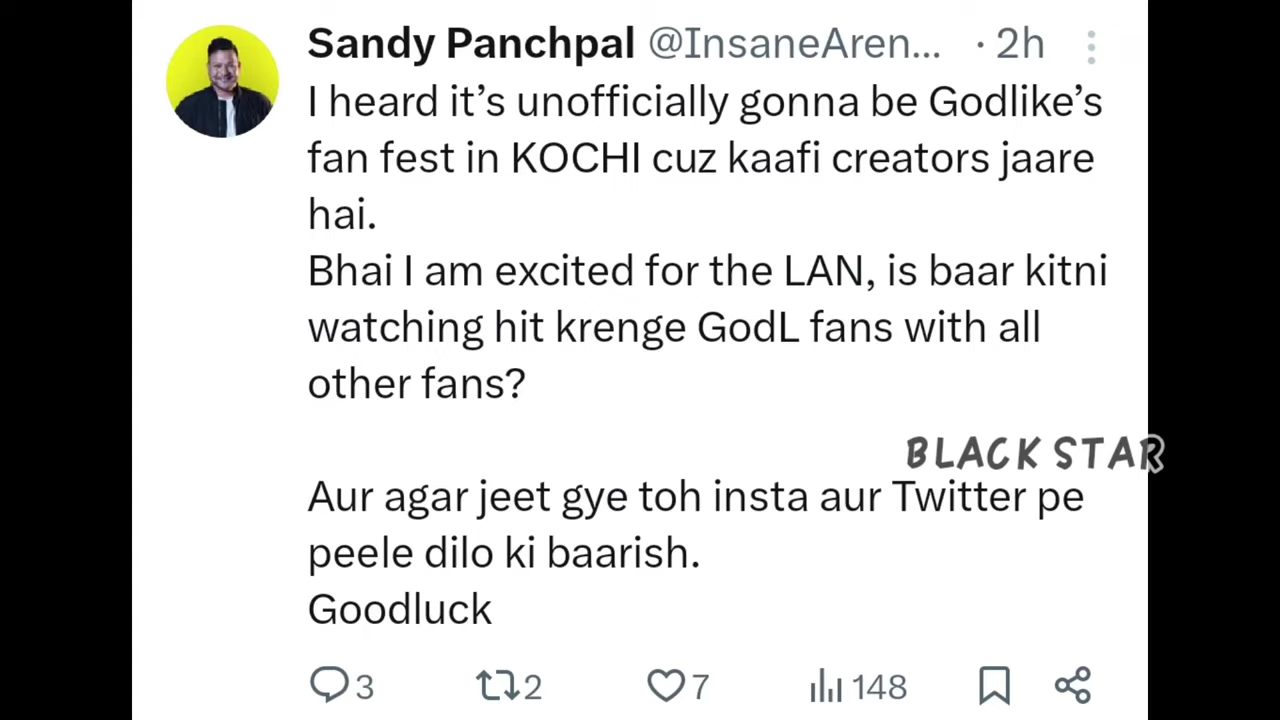 Sandy Panchpal @InsaneAren... · 2h
I heard it’s unofficially gonna be Godlike’s
fan fest in KOCHI cuz kaafi creators jaare
hai.
Bhai I am excited for the LAN, is baar kitni
watching hit krenge GodL fans with all
other fans?
BLACK STAR
Aur agar jeet gye toh insta aur Twitter pe
peele dilo ki baarish.
Goodluck
3 2 7 148